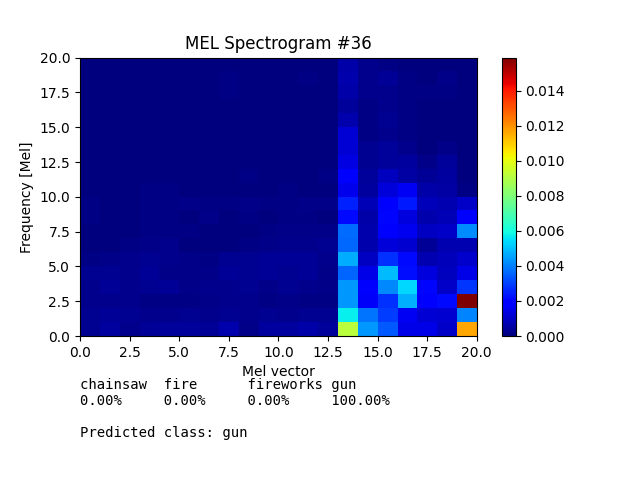 MEL Spectrogram #36
20.0
17.5
15.0
12.5
10.0
7.5
5.0
2.5
0.0
Frequency [Mel]
0.0 2.5 5.0 7.5 10.0 12.5 15.0 17.5 20.0
Mel vector
0.014
0.012
0.010
0.008
0.006
0.004
0.002
0.000
chainsaw fire fireworks gun
0.00% 0.00% 0.00% 100.00%
Predicted class: gun